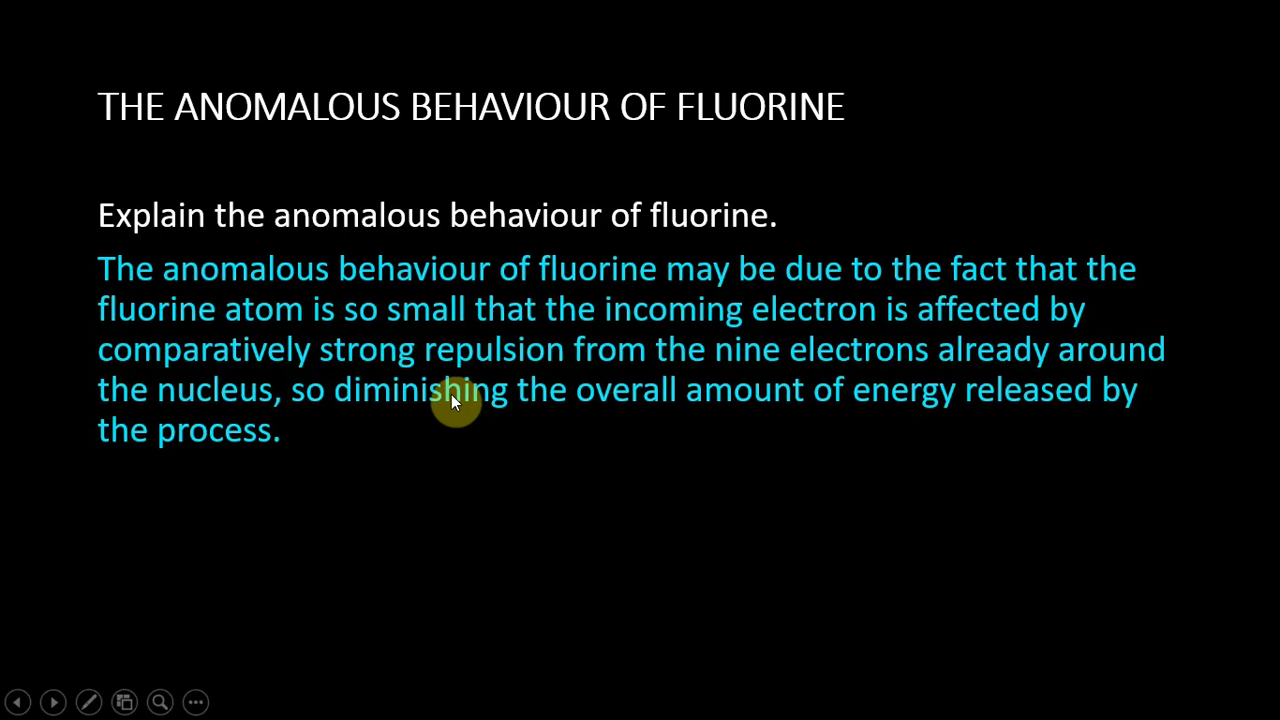 THE ANOMALOUS BEHAVIOUR OF FLUORINE
Explain the anomalous behaviour of fluorine.
The anomalous behaviour of fluorine may be due to the fact that the
fluorine atom is so small that the incoming electron is affected by
comparatively strong repulsion from the nine electrons already around
the nucleus, so diminishing the overall amount of energy released by
the process.